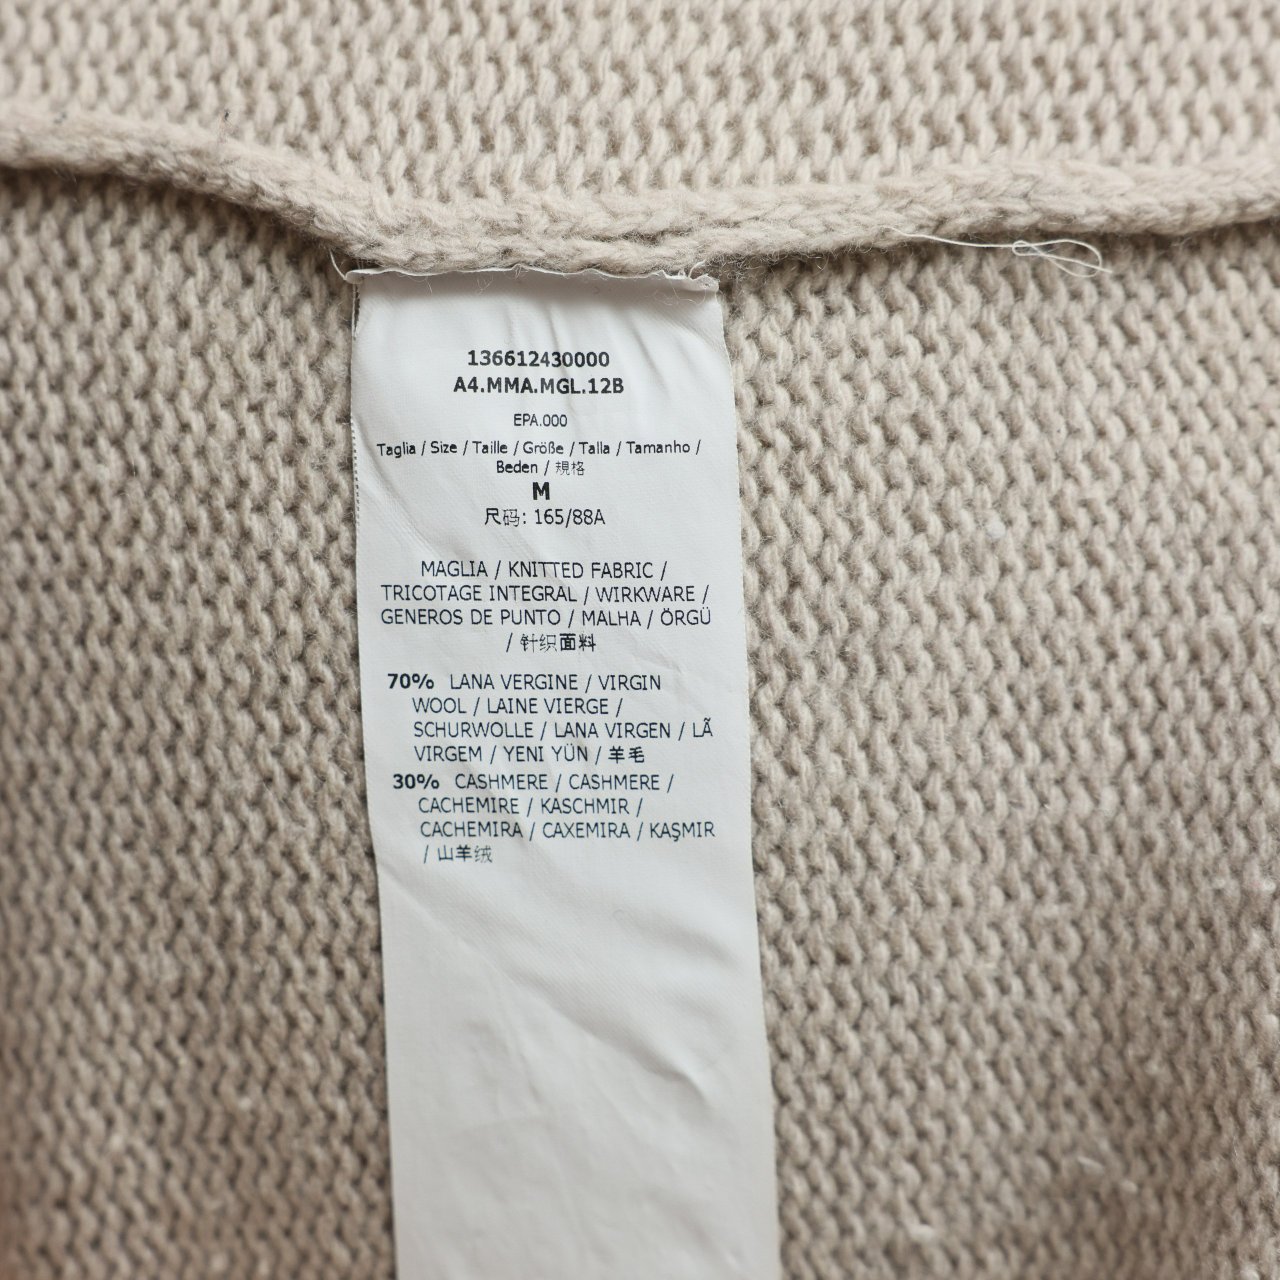 136612430000
A4.MMA.MGL.12B
EPA.000
Taglia / Size / Taille / Größe / Talla / Tamanho /
Beden / 規格
M
尺码: 165/88A
MAGLIA / KNITTED FABRIC /
TRICOTAGE INTEGRAL / WIRKWARE /
GENEROS DE PUNTO / MALHA / ÖRGÜ
/ 针织面料
70% LANA VERGINE / VIRGIN
WOOL / LAINE VIERGE /
SCHURWOLLE / LANA VIRGEN / LÃ
VIRGEM / YENI YÜN / 羊毛
30% CASHMERE / CASHMERE /
CACHEMIRE / KASCHMIR /
CACHEMIRA / CAXEMIRA / KAŞMIR
/ 山羊绒